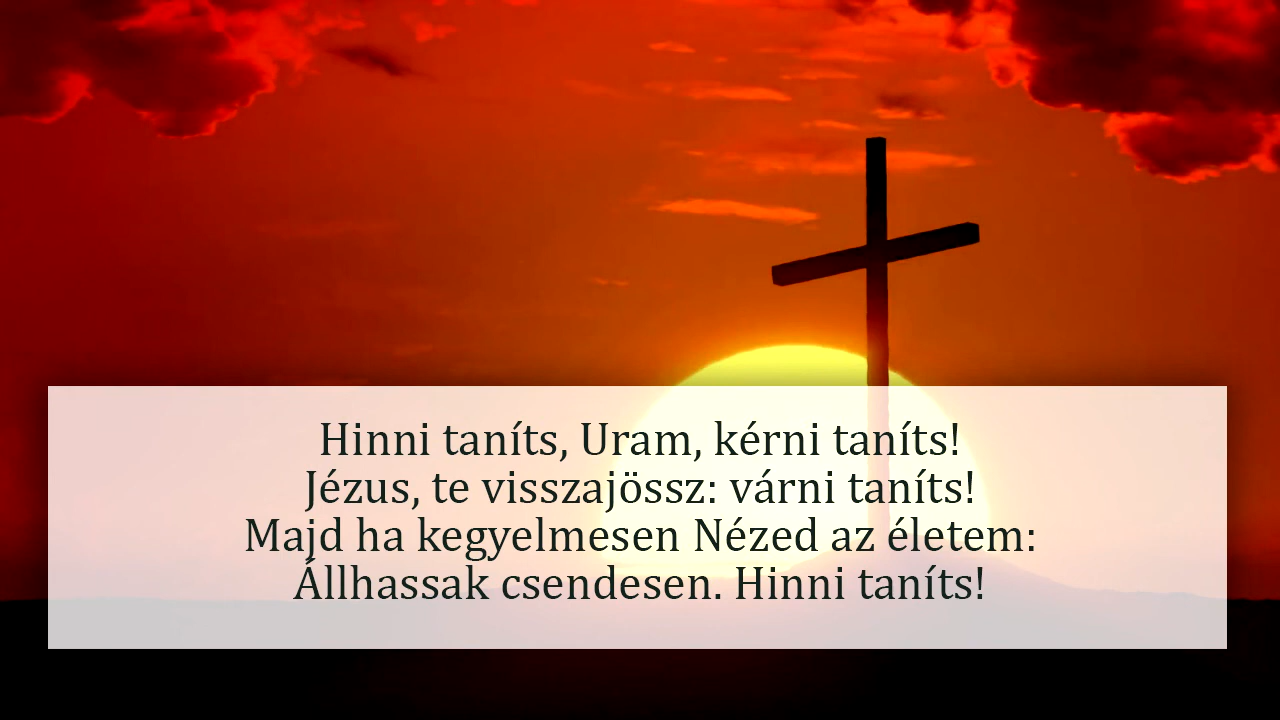 Hinni taníts, Uram, kérni taníts!
Jézus, te visszajössz: várni taníts!
Majd ha kegyelmesen Nézed az életem:
Állhassak csendesen. Hinni taníts!